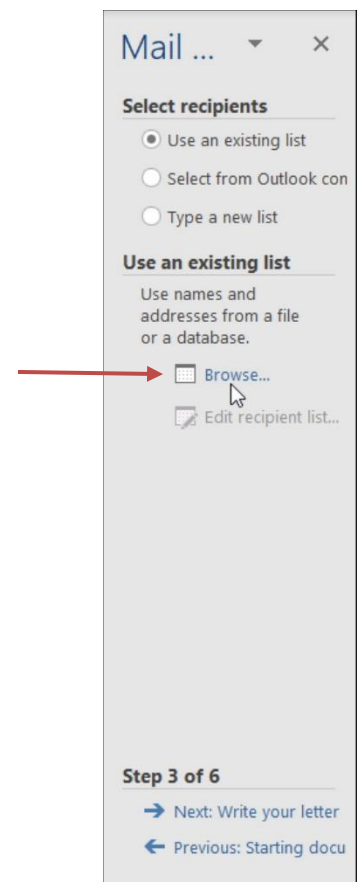 Mail ...
Select recipients
Use an existing list
Select from Outlook con
Type a new list
Use an existing list
Use names and
addresses from a file
or a database.
Browse...
Edit recipient list...
Step 3 of 6
Next: Write your letter
Previous: Starting docu